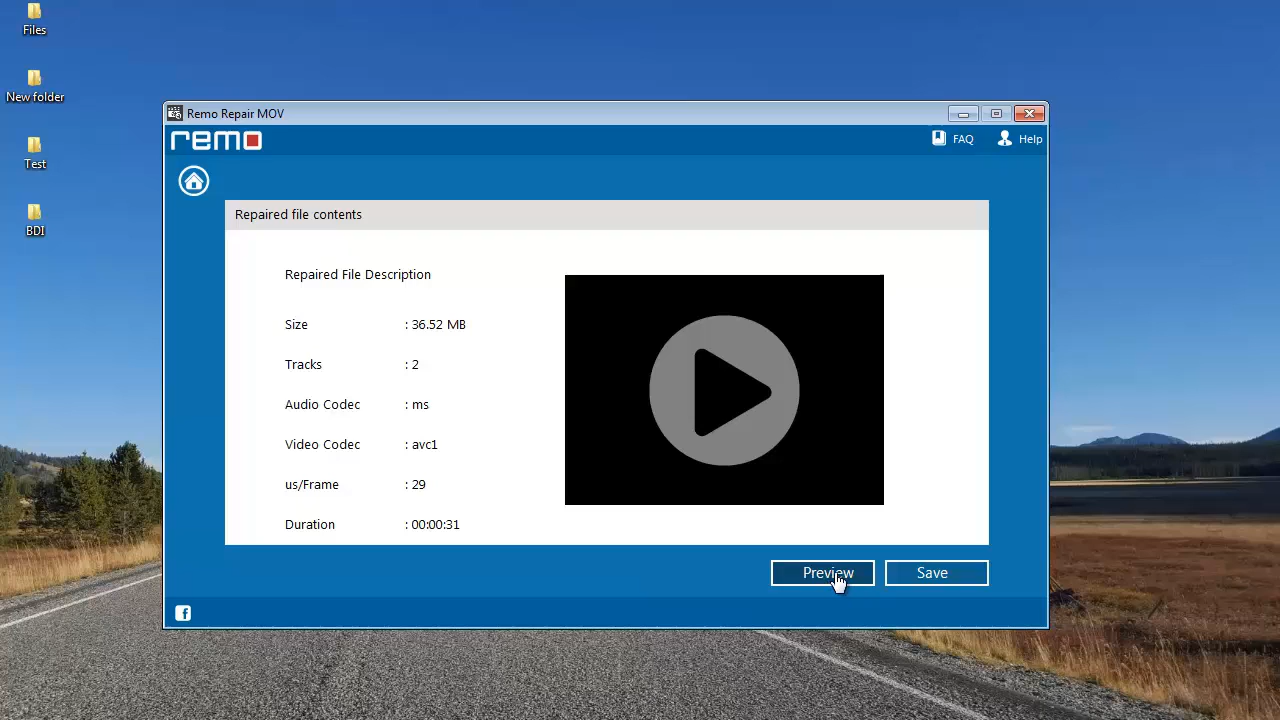 Files
New folder
Test
BDI
Remo Repair MOV
remo
FAQ
Help
Repaired file contents
Repaired File Description
Size : 36.52 MB
Tracks : 2
Audio Codec : ms
Video Codec : avc1
us/Frame : 29
Duration : 00:00:31
Preview
Save
f